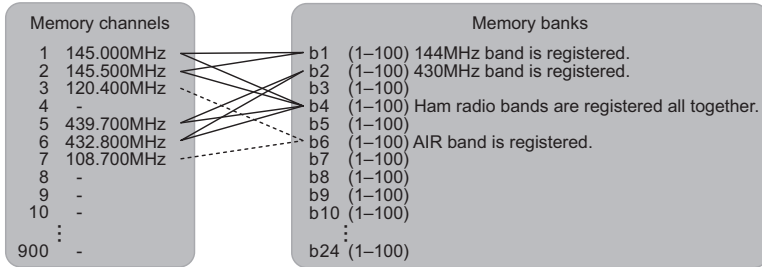 Memory channels
1 145.000MHz
2 145.500MHz
3 120.400MHz
4 -
5 439.700MHz
6 432.800MHz
7 108.700MHz
8 -
9 -
10 -
⋮
900 -
Memory banks
b1 (1–100) 144MHz band is registered.
b2 (1–100) 430MHz band is registered.
b3 (1–100)
b4 (1–100) Ham radio bands are registered all together.
b5 (1–100)
b6 (1–100) AIR band is registered.
b7 (1–100)
b8 (1–100)
b9 (1–100)
b10 (1–100)
⋮
b24 (1–100)